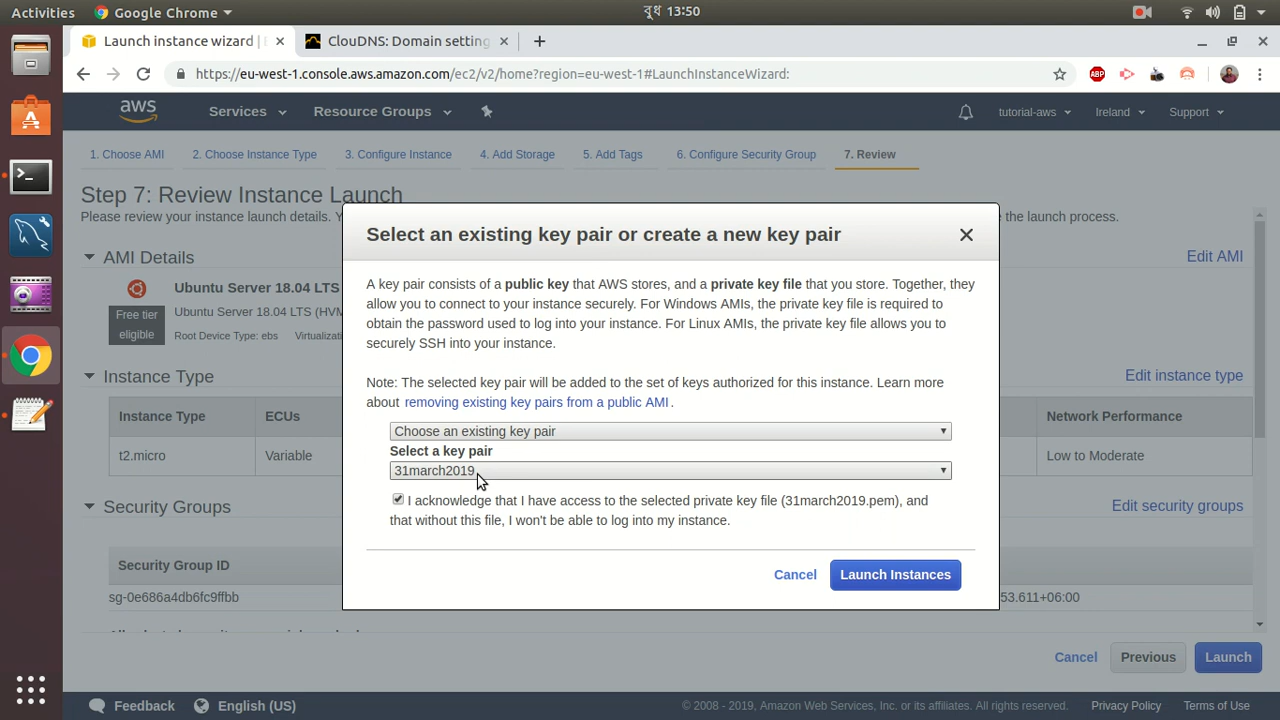 Activities Google Chrome বুধ 13:50
Launch instance wizard | ClouDNS: Domain setting
https://eu-west-1.console.aws.amazon.com/ec2/v2/home?region=eu-west-1#LaunchInstanceWizard:
ABP
aws Services Resource Groups tutorial-aws Ireland Support
1. Choose AMI 2. Choose Instance Type 3. Configure Instance 4. Add Storage 5. Add Tags 6. Configure Security Group 7. Review
Step 7: Review Instance Launch
Please review your instance launch details. Y the launch process.
AMI Details Edit AMI
Ubuntu Server 18.04 LTS
Free tier eligible
Ubuntu Server 18.04 LTS (HVM
Root Device Type: ebs Virtualizati
Instance Type Edit instance type
Instance Type ECUs Network Performance
t2.micro Variable Low to Moderate
Security Groups Edit security groups
Security Group ID
sg-0e686a4db6fc9ffbb 53.611+06:00
Select an existing key pair or create a new key pair
A key pair consists of a public key that AWS stores, and a private key file that you store. Together, they
allow you to connect to your instance securely. For Windows AMIs, the private key file is required to
obtain the password used to log into your instance. For Linux AMIs, the private key file allows you to
securely SSH into your instance.
Note: The selected key pair will be added to the set of keys authorized for this instance. Learn more
about removing existing key pairs from a public AMI.
Choose an existing key pair
Select a key pair
31march2019
I acknowledge that I have access to the selected private key file (31march2019.pem), and
that without this file, I won't be able to log into my instance.
Cancel Launch Instances
Cancel Previous Launch
Feedback English (US) © 2008 - 2019, Amazon Web Services, Inc. or its affiliates. All rights reserved. Privacy Policy Terms of Use